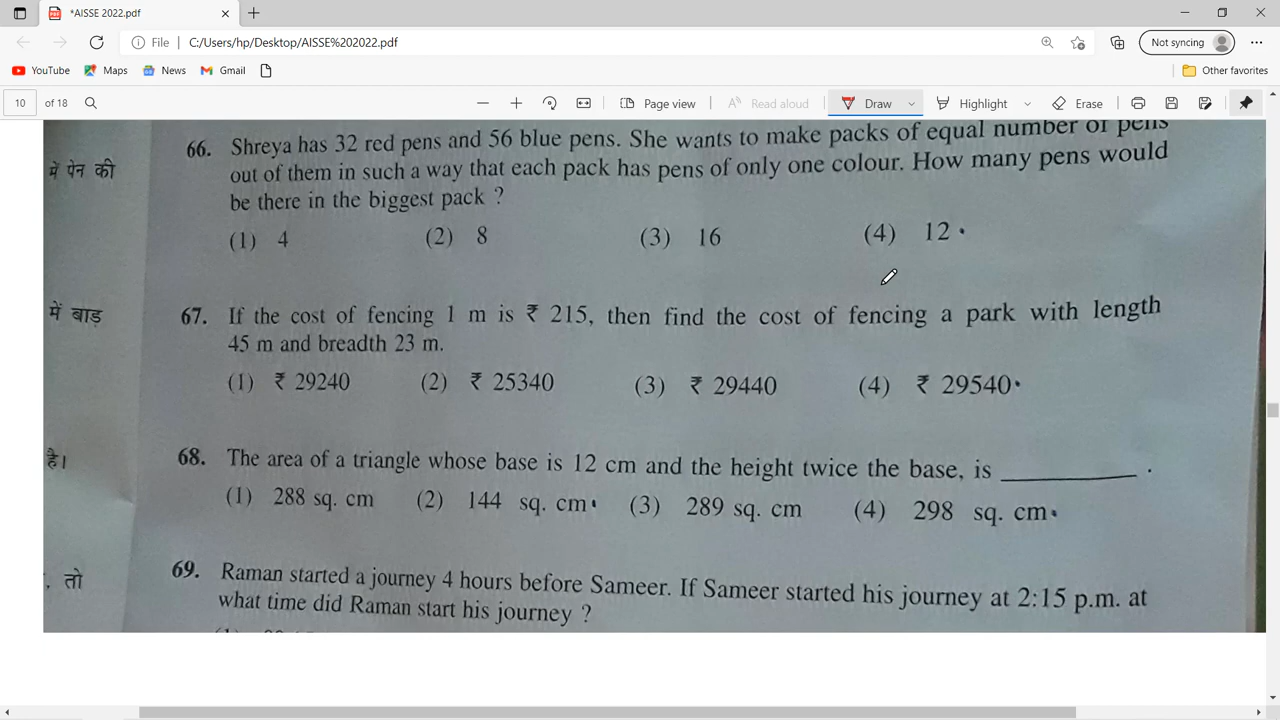 *AISSE 2022.pdf
File C:/Users/hp/Desktop/AISSE%202022.pdf
Not syncing
YouTube Maps News Gmail Other favorites
10 of 18 Page view Read aloud Draw Highlight Erase
66. Shreya has 32 red pens and 56 blue pens. She wants to make packs of equal number of pens
में पेन की out of them in such a way that each pack has pens of only one colour. How many pens would
be there in the biggest pack ?
(1) 4 (2) 8 (3) 16 (4) 12
में बाड़ 67. If the cost of fencing 1 m is ₹ 215, then find the cost of fencing a park with length
45 m and breadth 23 m.
(1) ₹ 29240 (2) ₹ 25340 (3) ₹ 29440 (4) ₹ 29540
है। 68. The area of a triangle whose base is 12 cm and the height twice the base, is ________ .
(1) 288 sq. cm (2) 144 sq. cm (3) 289 sq. cm (4) 298 sq. cm
, तो 69. Raman started a journey 4 hours before Sameer. If Sameer started his journey at 2:15 p.m. at
what time did Raman start his journey ?